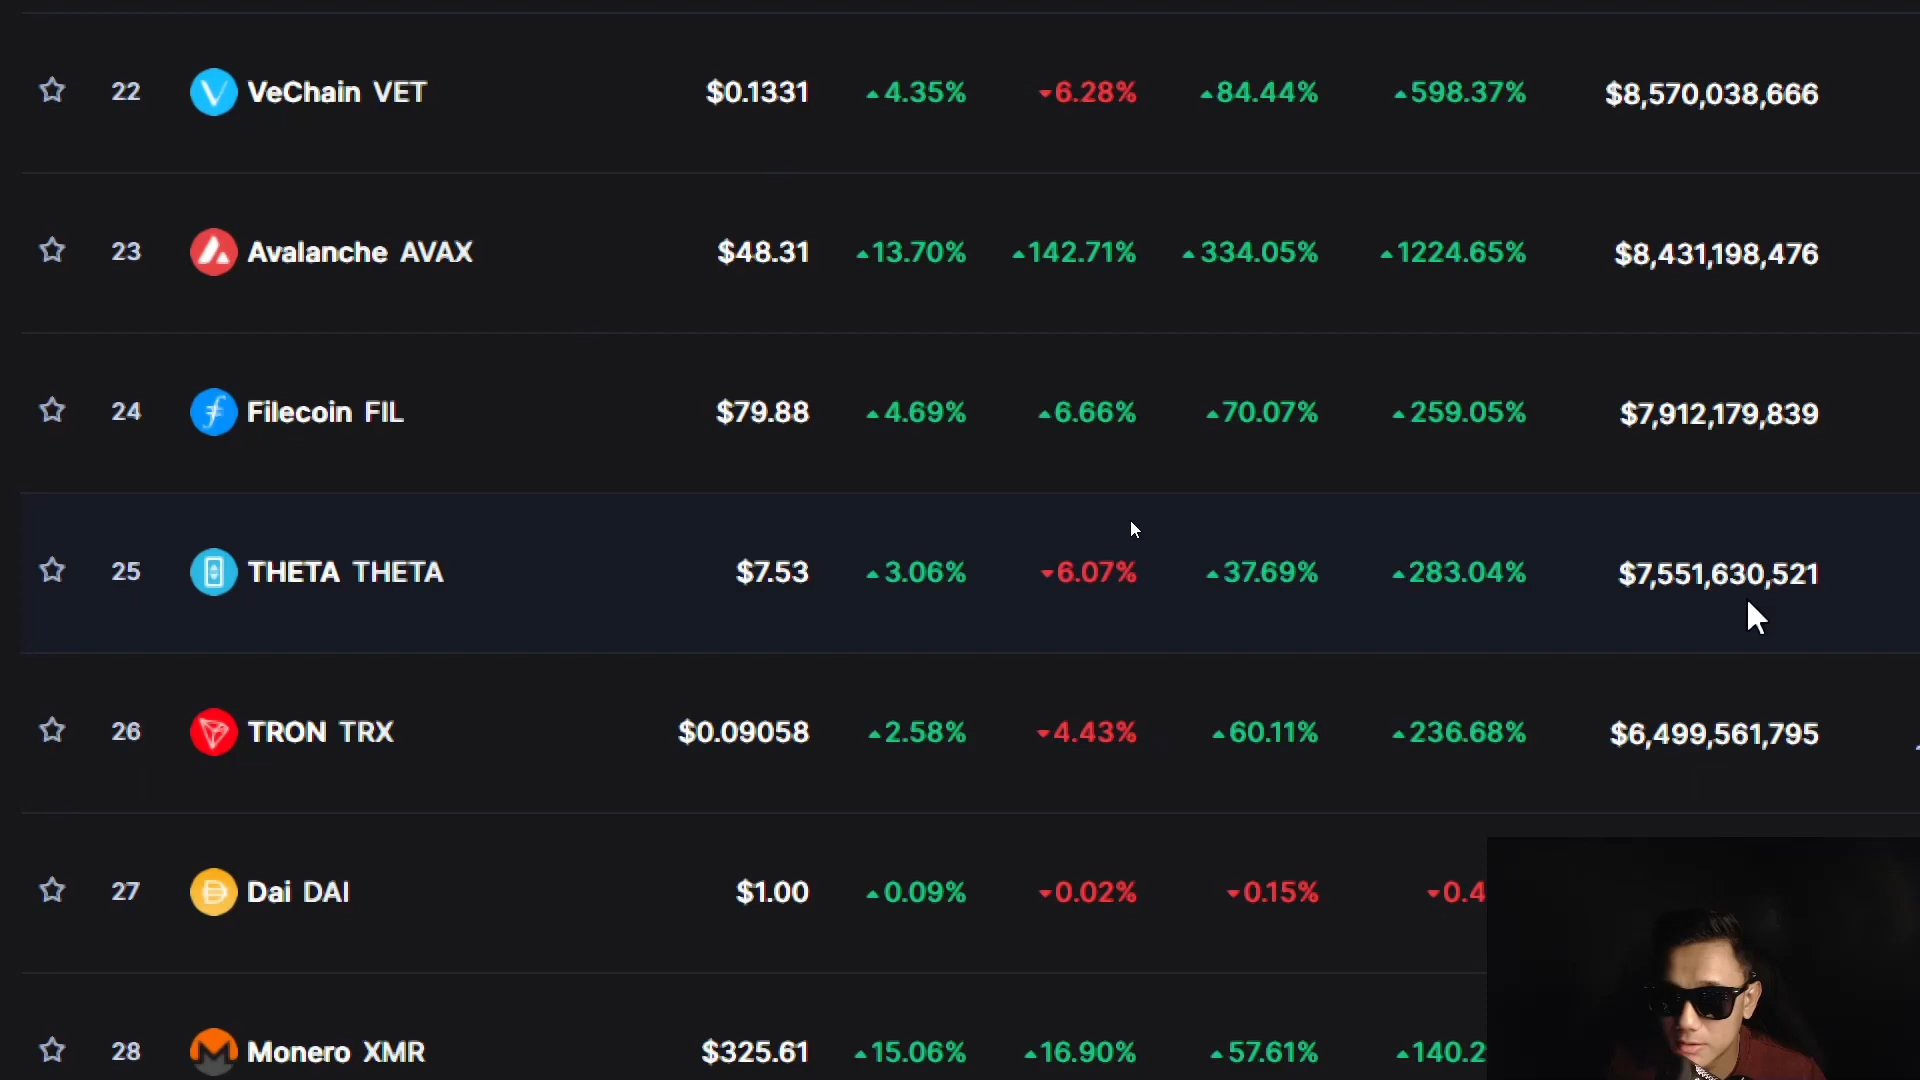 22 VeChain VET $0.1331 ▲4.35% ▼6.28% ▲84.44% ▲598.37% $8,570,038,666
23 Avalanche AVAX $48.31 ▲13.70% ▲142.71% ▲334.05% ▲1224.65% $8,431,198,476
24 Filecoin FIL $79.88 ▲4.69% ▲6.66% ▲70.07% ▲259.05% $7,912,179,839
25 THETA THETA $7.53 ▲3.06% ▼6.07% ▲37.69% ▲283.04% $7,551,630,521
26 TRON TRX $0.09058 ▲2.58% ▼4.43% ▲60.11% ▲236.68% $6,499,561,795
27 Dai DAI $1.00 ▲0.09% ▼0.02% ▼0.15% ▼0.4
28 Monero XMR $325.61 ▲15.06% ▲16.90% ▲57.61% ▲140.2